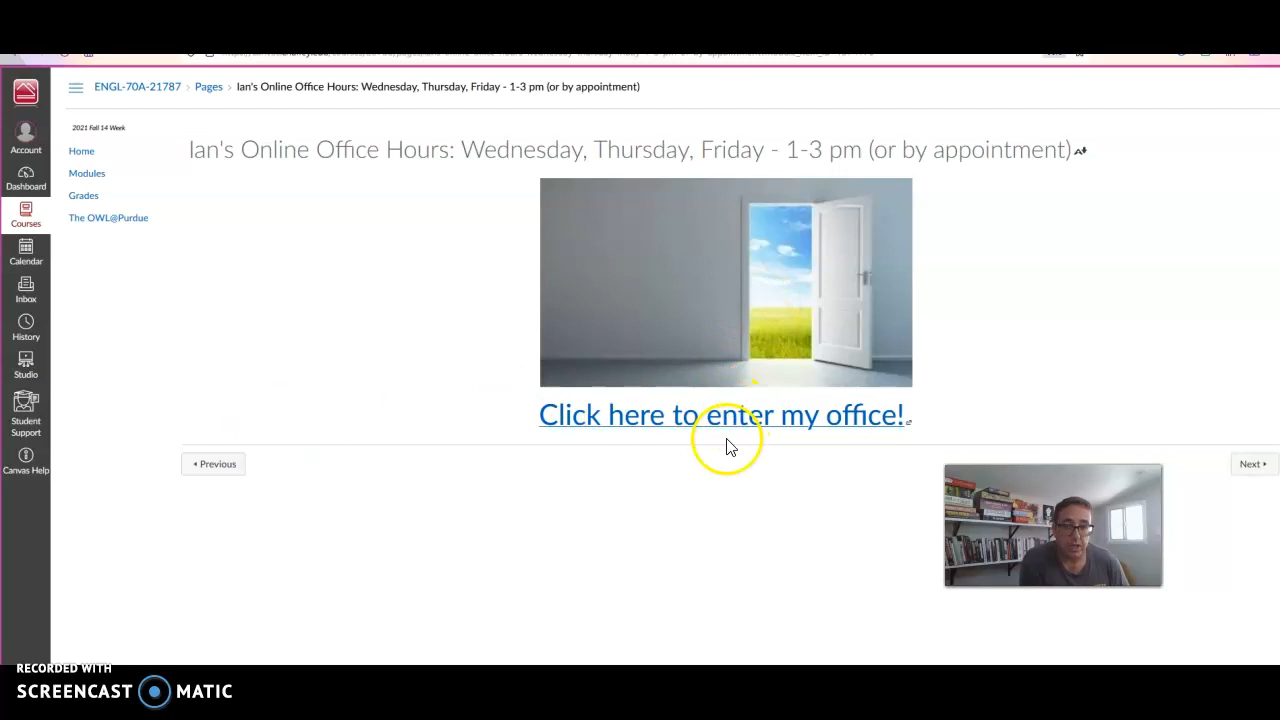 ENGL-70A-21787 › Pages › Ian's Online Office Hours: Wednesday, Thursday, Friday - 1-3 pm (or by appointment)
2021 Fall 14 Week
Home
Modules
Grades
The OWL@Purdue
Account
Dashboard
Courses
Calendar
Inbox
History
Studio
Student
Support
Canvas Help
Ian's Online Office Hours: Wednesday, Thursday, Friday - 1-3 pm (or by appointment)
Click here to enter my office!
Previous
Next
RECORDED WITH
SCREENCAST MATIC